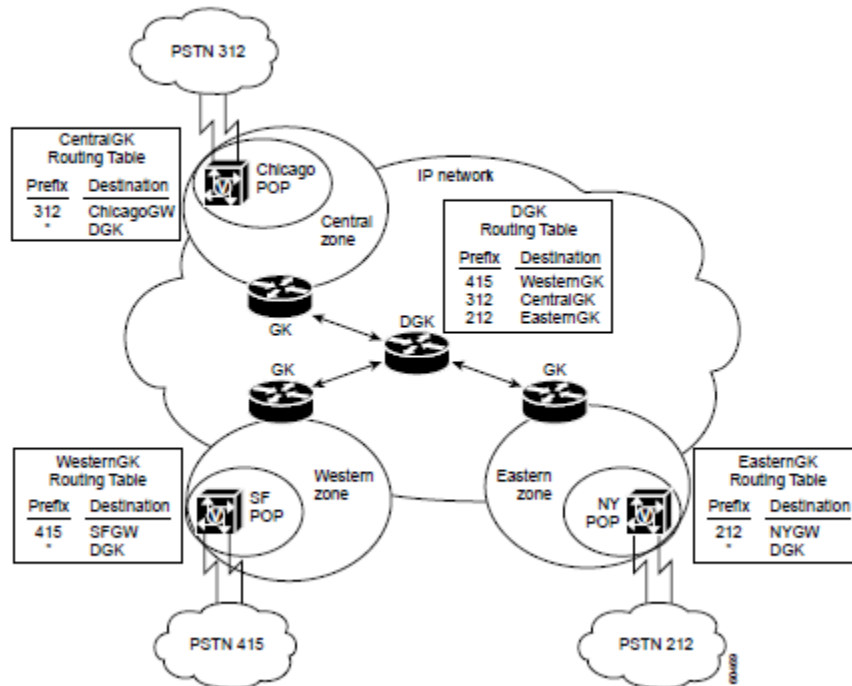 PSTN 312
CentralGK
Routing Table
Prefix Destination
312 ChicagoGW
* DGK
Chicago
POP
Central
zone
IP network
DGK
Routing Table
Prefix Destination
415 WesternGK
312 CentralGK
212 EasternGK
GK
DGK
GK
GK
WesternGK
Routing Table
Prefix Destination
415 SFGW
* DGK
SF
POP
Western
zone
Eastern
zone
NY
POP
EasternGK
Routing Table
Prefix Destination
212 NYGW
* DGK
PSTN 415
PSTN 212
60469